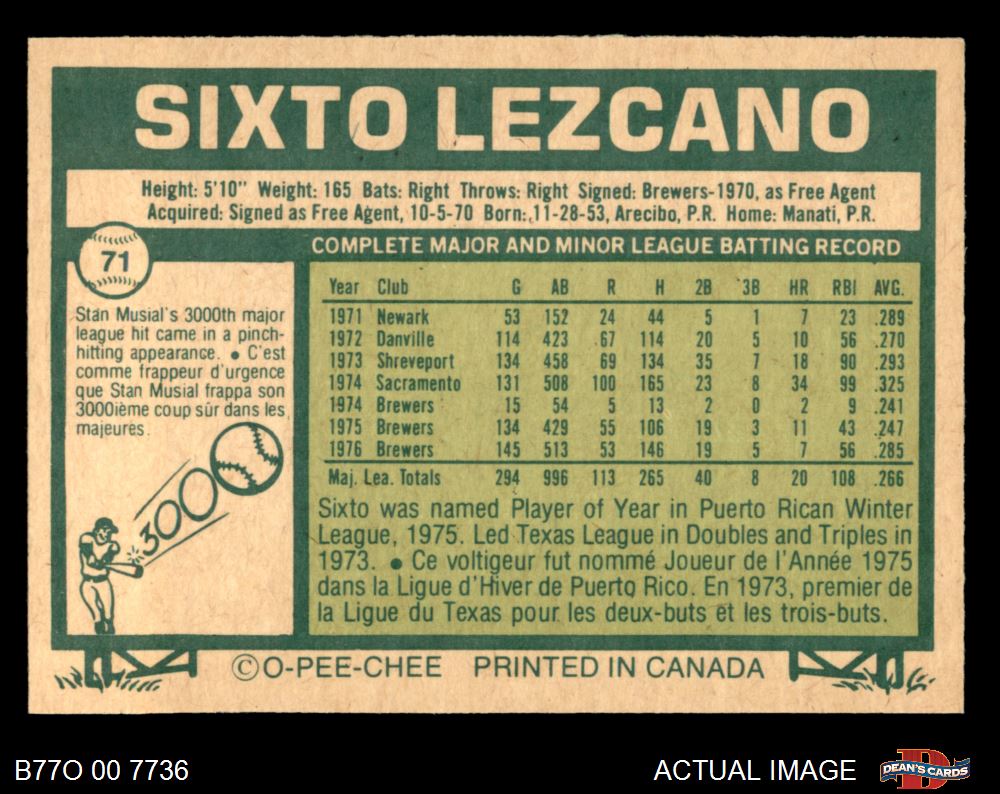 SIXTO LEZCANO
Height: 5'10" Weight: 165 Bats: Right Throws: Right Signed: Brewers-1970, as Free Agent
Acquired: Signed as Free Agent, 10-5-70 Born: 11-28-53, Arecibo, P.R. Home: Manati, P.R.
71
Stan Musial's 3000th major
league hit came in a pinch-
hitting appearance. • C'est
comme frappeur d'urgence
que Stan Musial frappa son
3000ième coup sûr dans les
majeures.
3000
COMPLETE MAJOR AND MINOR LEAGUE BATTING RECORD
Year Club G AB R H 2B 3B HR RBI AVG.
1971 Newark 53 152 24 44 5 1 7 23 .289
1972 Danville 114 423 67 114 20 5 10 56 .270
1973 Shreveport 134 458 69 134 35 7 18 90 .293
1974 Sacramento 131 508 100 165 23 8 34 99 .325
1974 Brewers 15 54 5 13 2 0 2 9 .241
1975 Brewers 134 429 55 106 19 3 11 43 .247
1976 Brewers 145 513 53 146 19 5 7 56 .285
Maj. Lea. Totals 294 996 113 265 40 8 20 108 .266
Sixto was named Player of Year in Puerto Rican Winter
League, 1975. Led Texas League in Doubles and Triples in
1973. • Ce voltigeur fut nommé Joueur de l'Année 1975
dans la Ligue d'Hiver de Puerto Rico. En 1973, premier de
la Ligue du Texas pour les deux-buts et les trois-buts.
© O-PEE-CHEE PRINTED IN CANADA
B77O 00 7736
ACTUAL IMAGE
D
DEAN'S CARDS